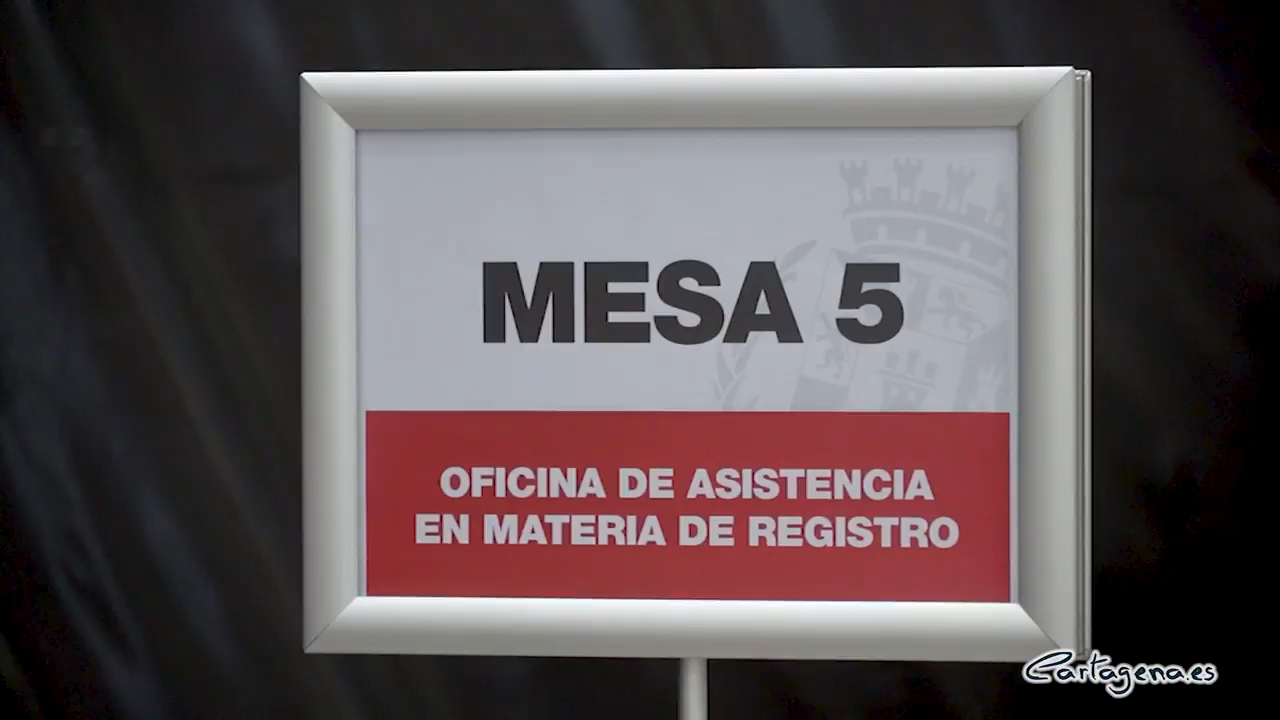 MESA 5
OFICINA DE ASISTENCIA
EN MATERIA DE REGISTRO
Cartagena.es